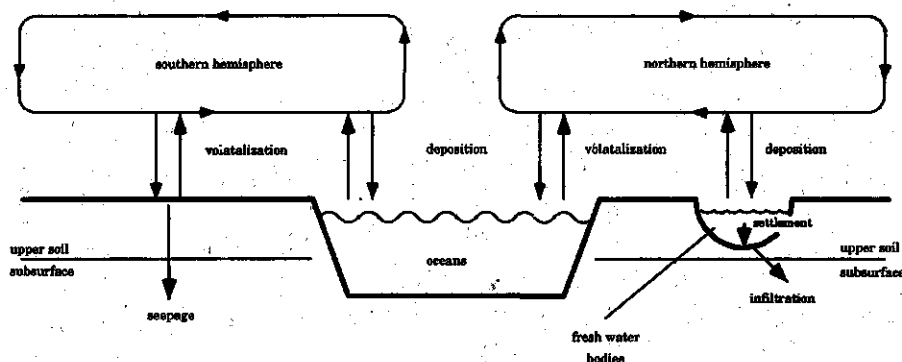 southern hemisphere
northern hemisphere
volatalization
deposition
volatalization
deposition
settlement
upper soil
subsurface
oceans
upper soil
subsurface
seepage
infiltration
fresh water
bodies